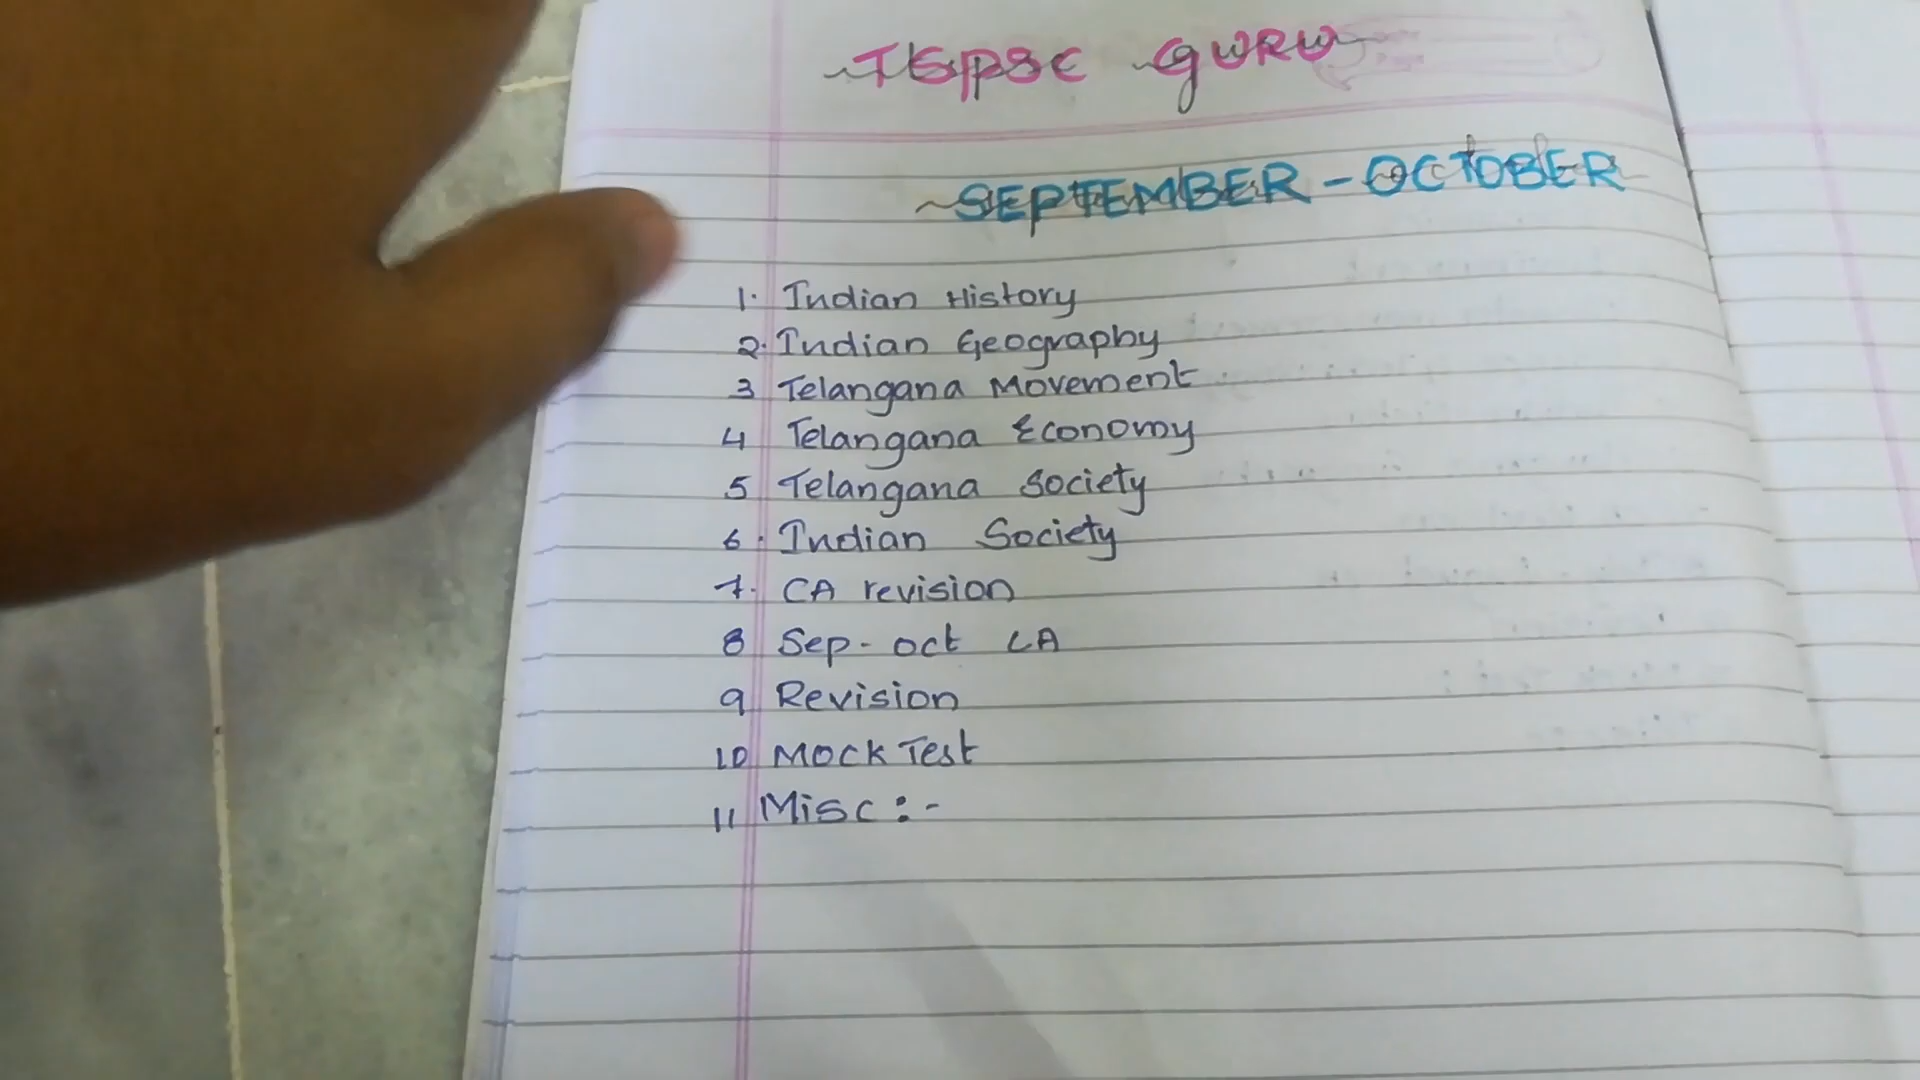 TSPSC GURU
SEPTEMBER - OCTOBER
1. Indian History
2. Indian Geography
3 Telangana Movement
4 Telangana Economy
5 Telangana Society
6. Indian Society
7. CA revision
8 Sep- oct CA
9 Revision
10 MOCK Test
11 Misc :-